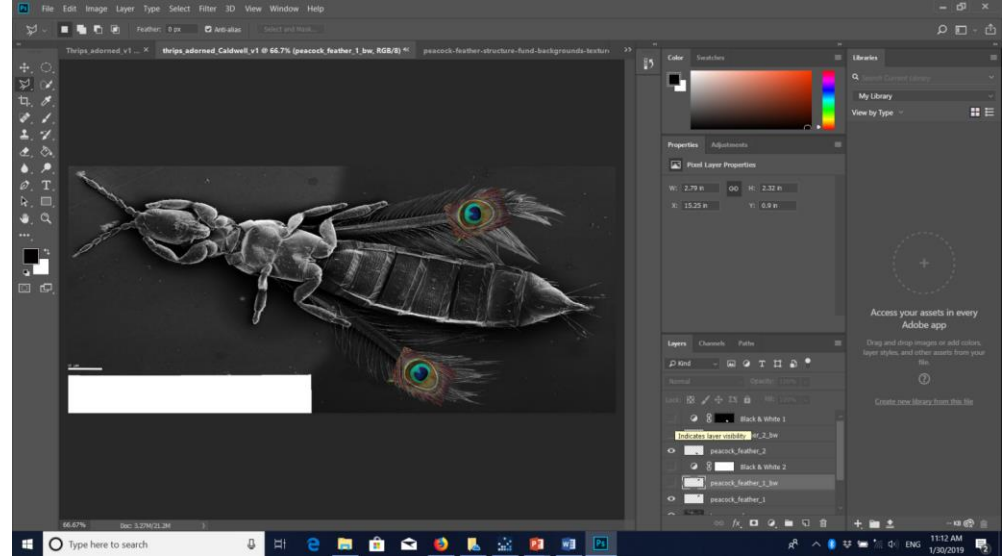 Ps File Edit Image Layer Type Select Filter 3D View Window Help
Feather: 0 px Anti-alias Select and Mask...
Thrips_adorned_v1 ... × thrips_adorned_Caldwell_v1 @ 66.7% (peacock_feather_1_bw, RGB/8) * peacock-feather-structure-fund-backgrounds-texture
Color Swatches
Libraries
Search Current Library
My Library
View by Type
Properties Adjustments
Pixel Layer Properties
W: 2.79 in GO H: 2.32 in
X: 15.25 in Y: 0.9 in
Access your assets in every
Adobe app
Drag and drop images or add colors,
layer styles, and other assets from your
file.
Create new library from this file
Layers Channels Paths
Kind
Normal Opacity: 100%
Lock: Fill: 100%
Black & White 1
Indicates layer visibility er_2_bw
peacock_feather_2
Black & White 2
peacock_feather_1_bw
peacock_feather_1
66.67% Doc: 3.27M/21.2M
-- KB
Type here to search
ENG
11:12 AM
1/30/2019